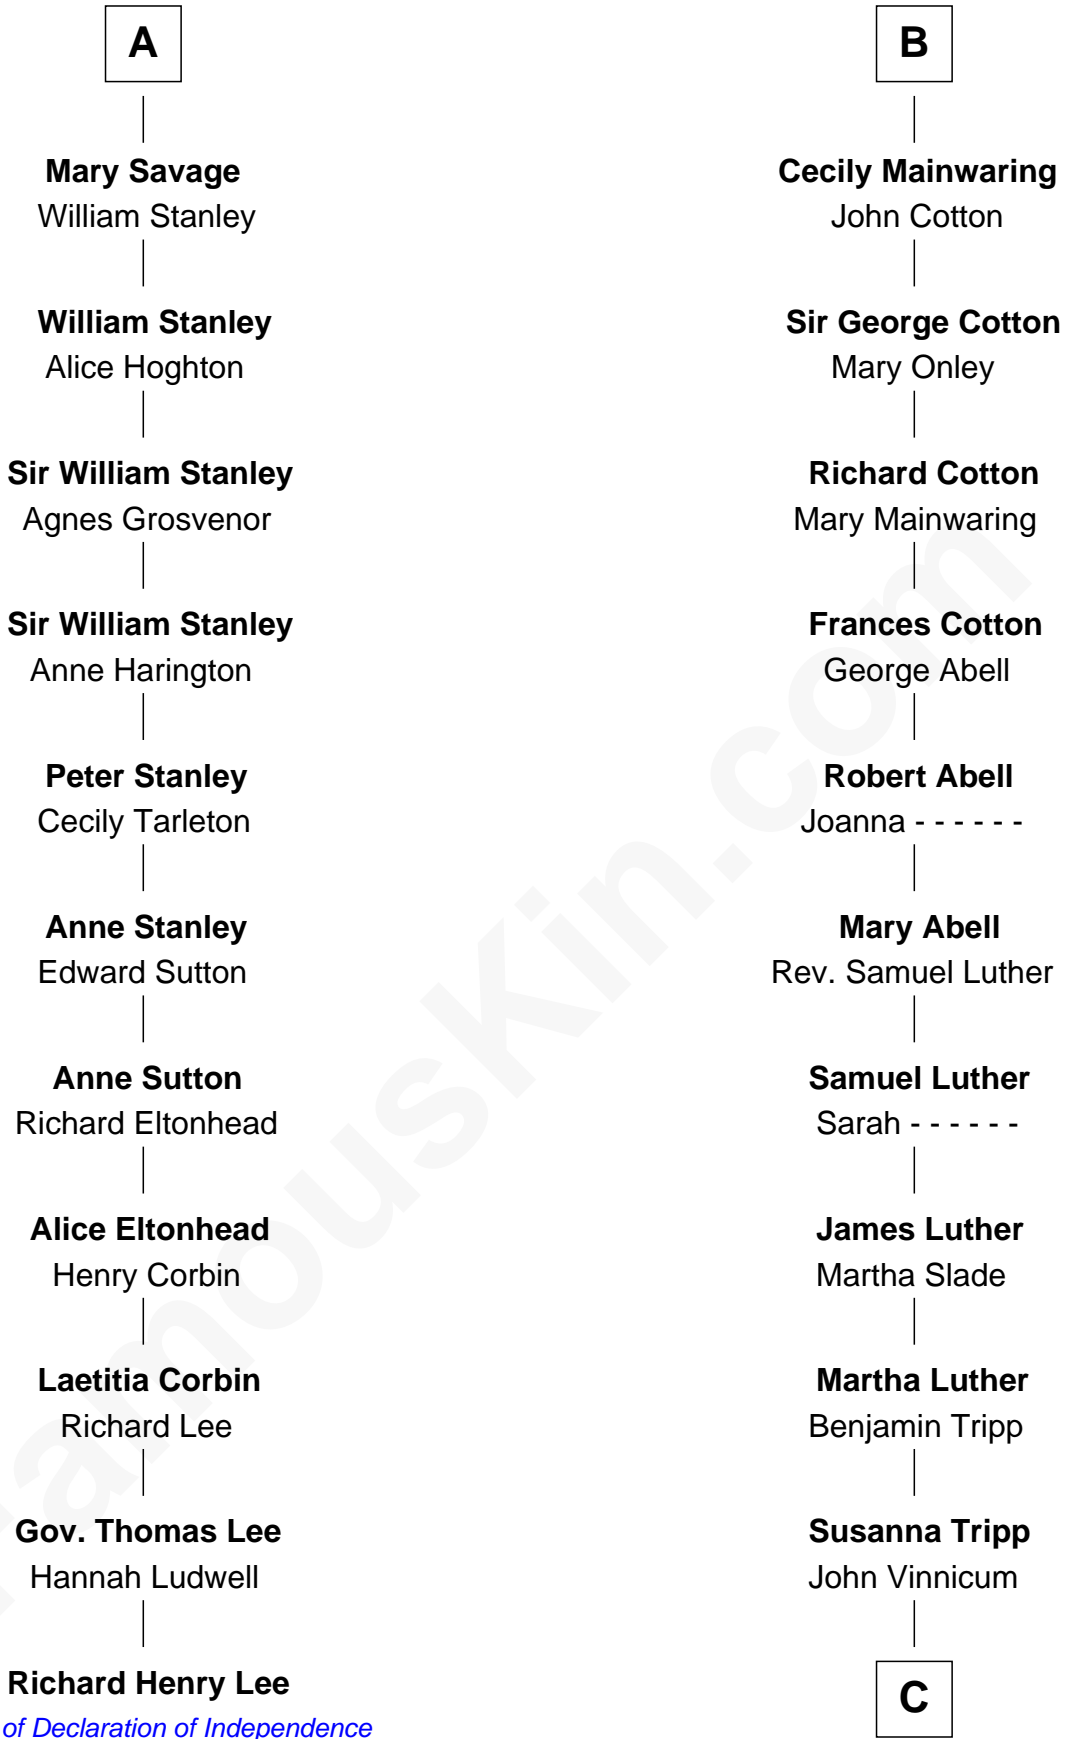 A
Mary Savage
William Stanley
William Stanley
Alice Hoghton
Sir William Stanley
Agnes Grosvenor
Sir William Stanley
Anne Harington
Peter Stanley
Cecily Tarleton
Anne Stanley
Edward Sutton
Anne Sutton
Richard Eltonhead
Alice Eltonhead
Henry Corbin
Laetitia Corbin
Richard Lee
Gov. Thomas Lee
Hannah Ludwell
Richard Henry Lee
of Declaration of Independence
B
Cecily Mainwaring
John Cotton
Sir George Cotton
Mary Onley
Richard Cotton
Mary Mainwaring
Frances Cotton
George Abell
Robert Abell
Joanna - - - - - -
Mary Abell
Rev. Samuel Luther
Samuel Luther
Sarah - - - - - -
James Luther
Martha Slade
Martha Luther
Benjamin Tripp
Susanna Tripp
John Vinnicum
C
FamousKin.com